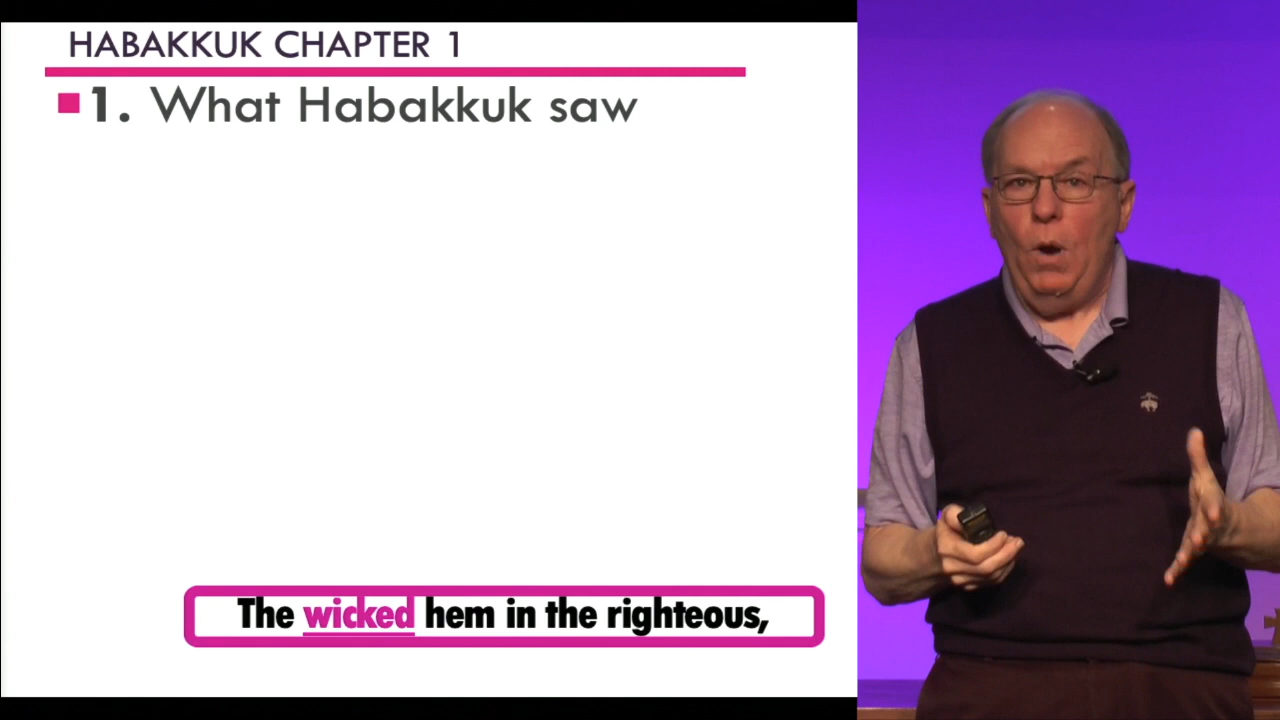 HABAKKUK CHAPTER 1
1. What Habakkuk saw
The wicked hem in the righteous,